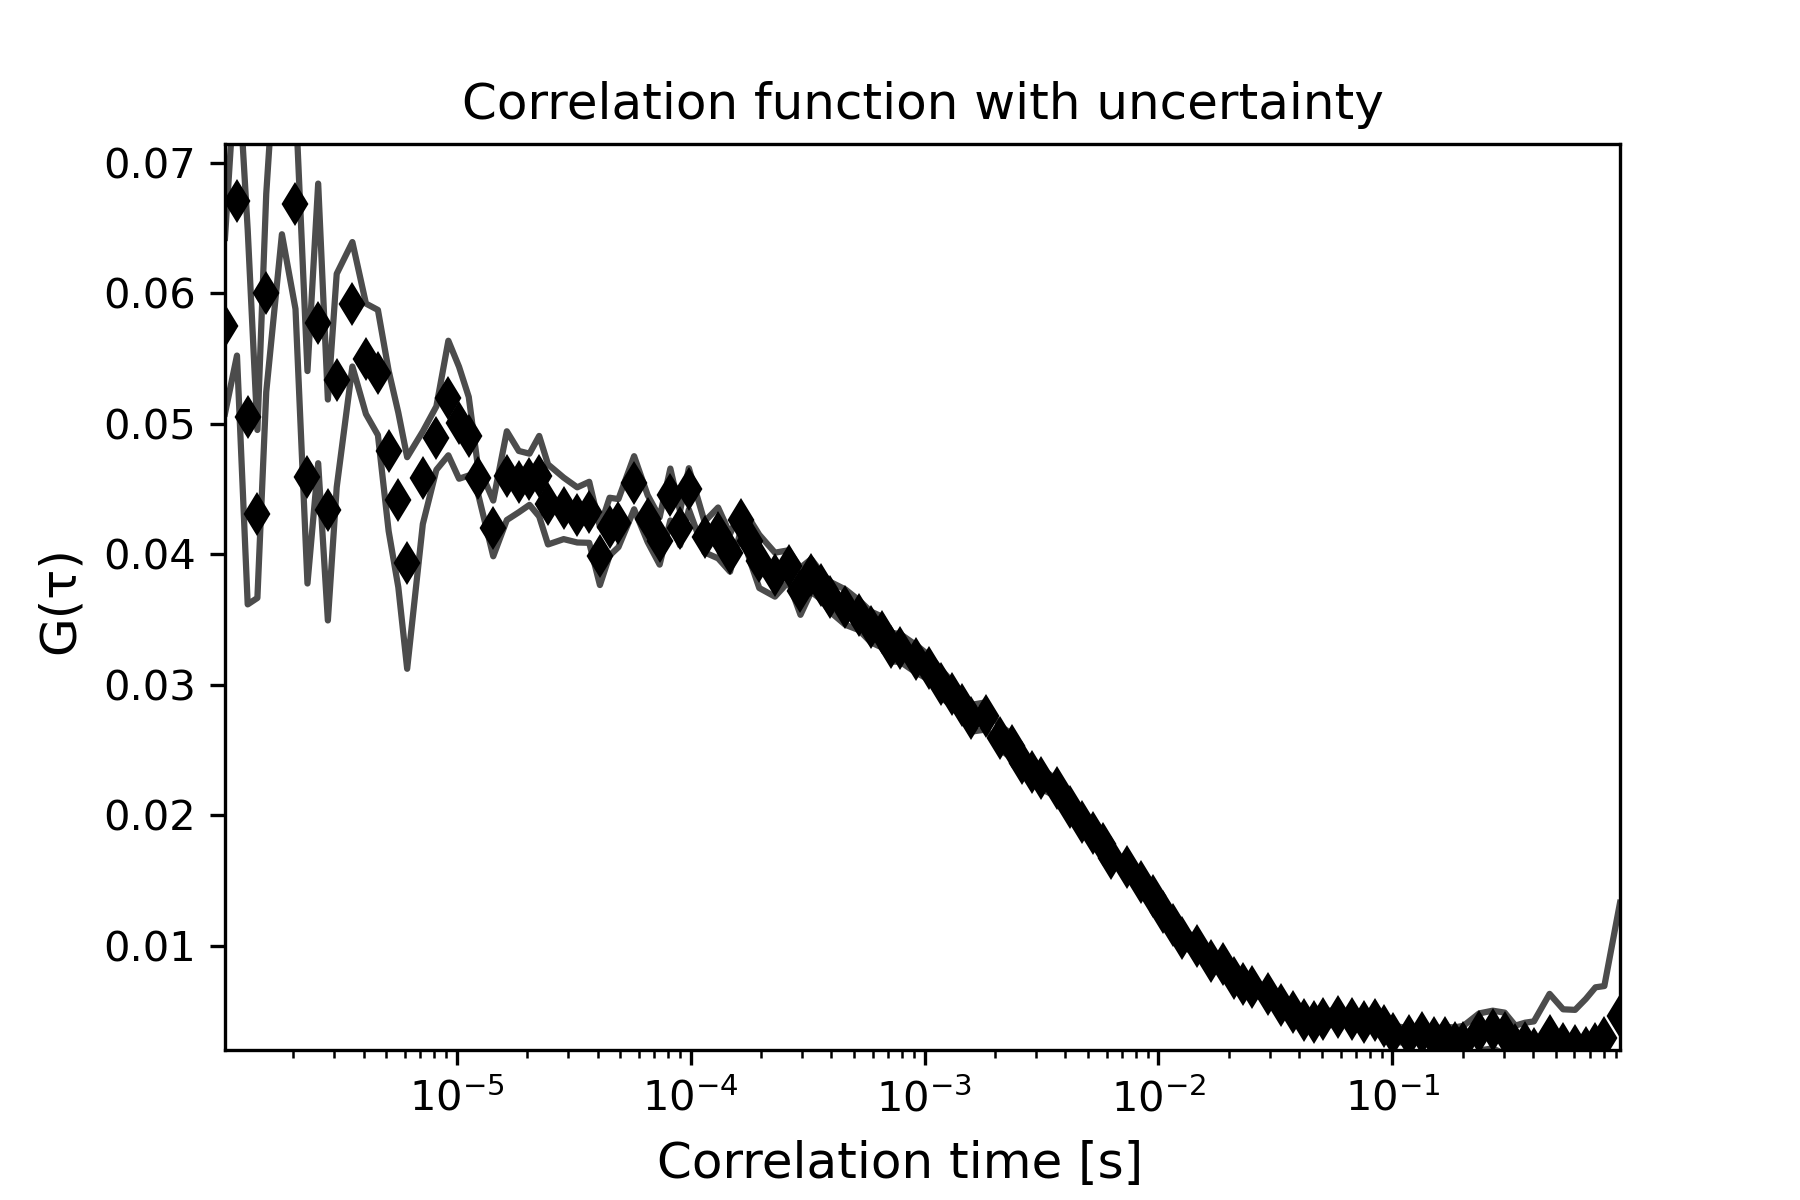 Correlation function with uncertainty
0.07
0.06
0.05
0.04
0.03
0.02
0.01
G(τ)
10⁻⁵ 10⁻⁴ 10⁻³ 10⁻² 10⁻¹
Correlation time [s]